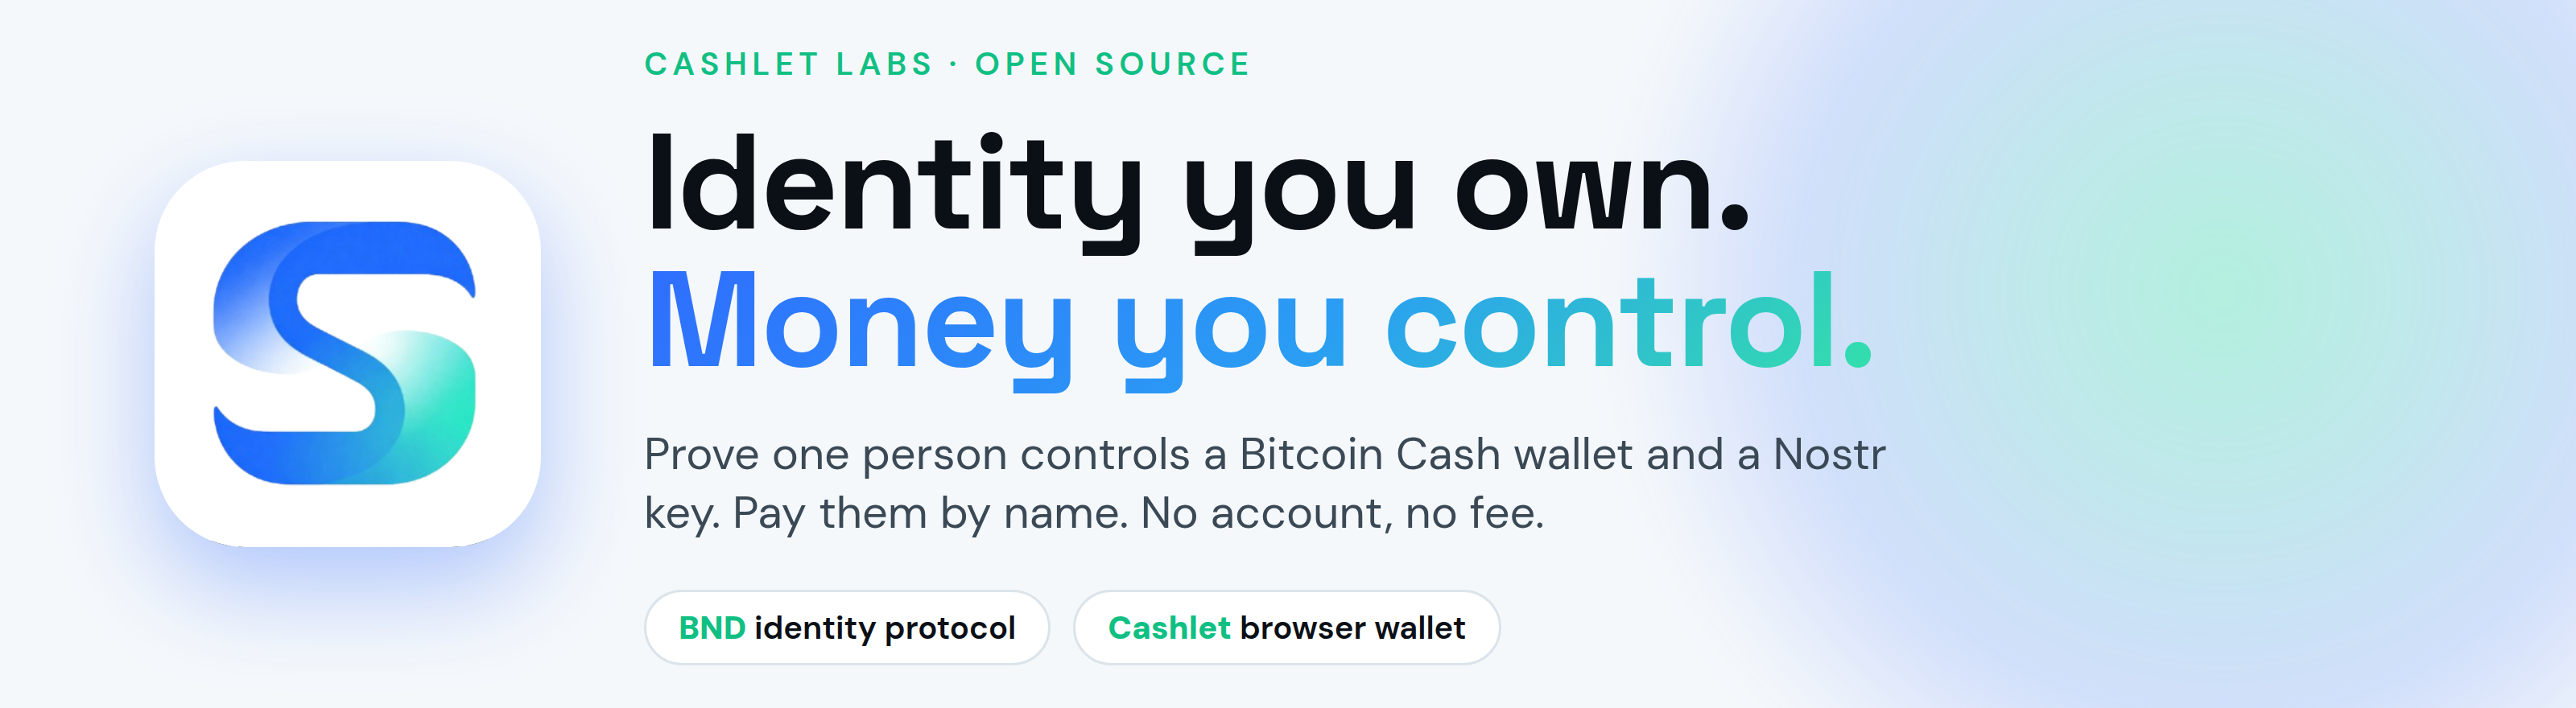 CASHLET LABS · OPEN SOURCE
Identity you own.
Money you control.
Prove one person controls a Bitcoin Cash wallet and a Nostr
key. Pay them by name. No account, no fee.
BND identity protocol
Cashlet browser wallet